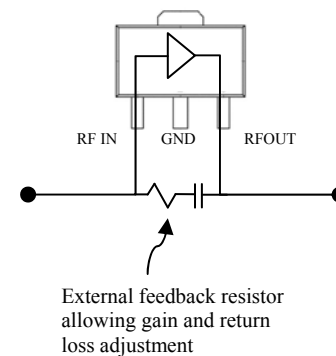 RF IN GND RFOUT
External feedback resistor
allowing gain and return
loss adjustment